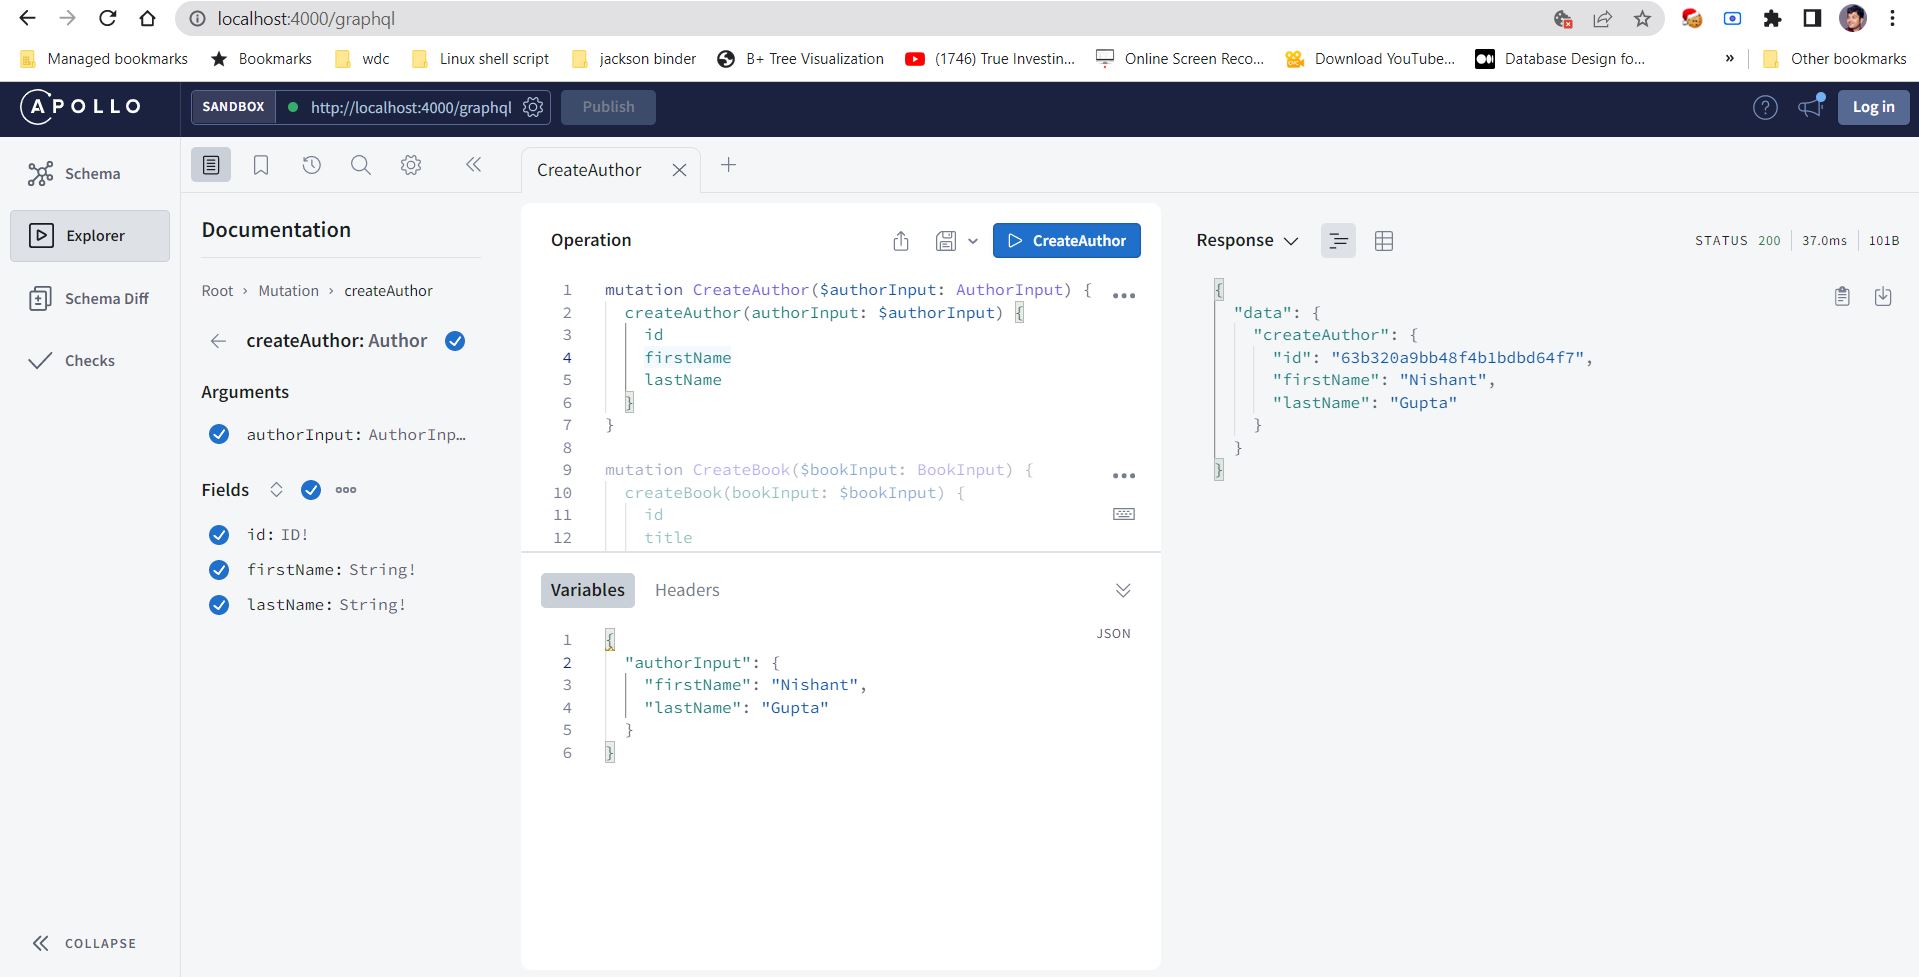 localhost:4000/graphql
Managed bookmarks Bookmarks wdc Linux shell script jackson binder B+ Tree Visualization (1746) True Investin... Online Screen Reco... Download YouTube... Database Design fo... » Other bookmarks
APOLLO SANDBOX http://localhost:4000/graphql Publish Log in
Schema
Explorer
Schema Diff
Checks
COLLAPSE
Documentation
Root › Mutation › createAuthor
createAuthor: Author
Arguments
authorInput: AuthorInp...
Fields
id: ID!
firstName: String!
lastName: String!
CreateAuthor
Operation CreateAuthor
1 mutation CreateAuthor($authorInput: AuthorInput) {
2 createAuthor(authorInput: $authorInput) {
3 id
4 firstName
5 lastName
6 }
7 }
8
9 mutation CreateBook($bookInput: BookInput) {
10 createBook(bookInput: $bookInput) {
11 id
12 title
Variables Headers
JSON
1 {
2 "authorInput": {
3 "firstName": "Nishant",
4 "lastName": "Gupta"
5 }
6 }
Response STATUS 200 37.0ms 101B
{
"data": {
"createAuthor": {
"id": "63b320a9bb48f4b1bdbd64f7",
"firstName": "Nishant",
"lastName": "Gupta"
}
}
}